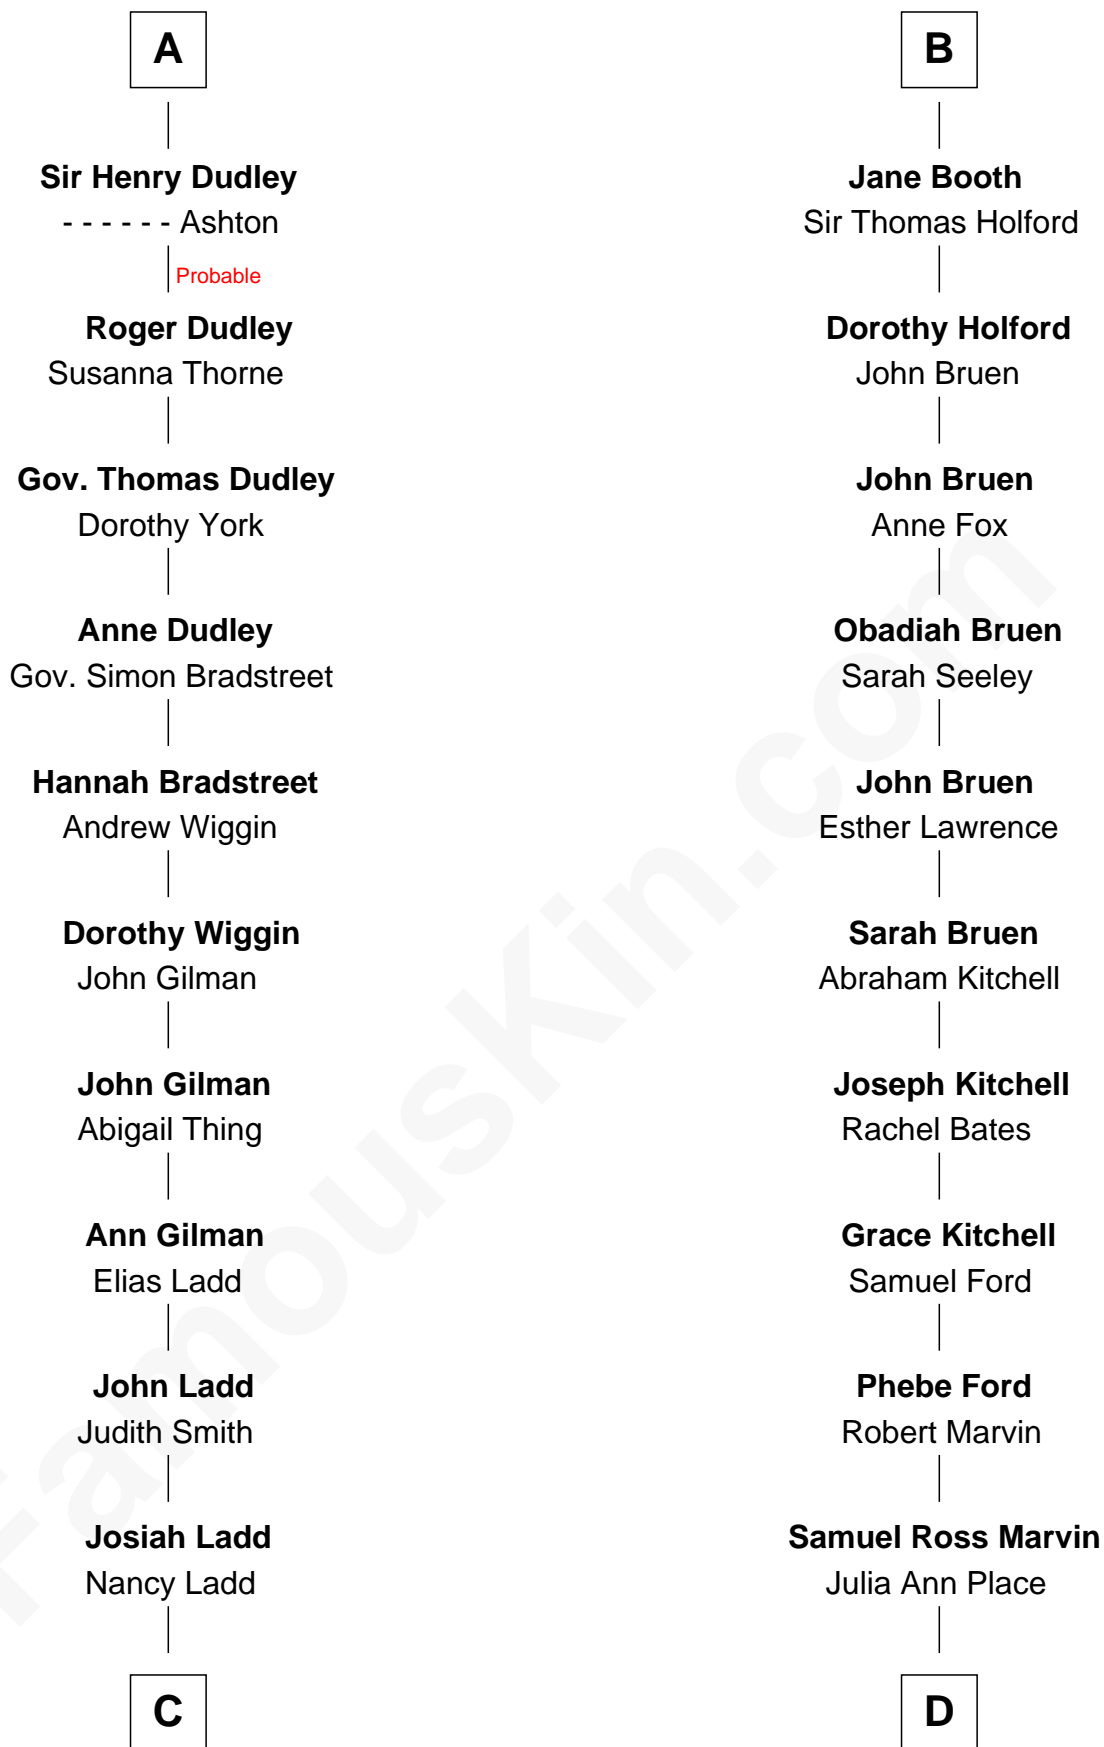 A
Sir Henry Dudley
- - - - - - Ashton
Probable
Roger Dudley
Susanna Thorne
Gov. Thomas Dudley
Dorothy York
Anne Dudley
Gov. Simon Bradstreet
Hannah Bradstreet
Andrew Wiggin
Dorothy Wiggin
John Gilman
John Gilman
Abigail Thing
Ann Gilman
Elias Ladd
John Ladd
Judith Smith
Josiah Ladd
Nancy Ladd
C
B
Jane Booth
Sir Thomas Holford
Dorothy Holford
John Bruen
John Bruen
Anne Fox
Obadiah Bruen
Sarah Seeley
John Bruen
Esther Lawrence
Sarah Bruen
Abraham Kitchell
Joseph Kitchell
Rachel Bates
Grace Kitchell
Samuel Ford
Phebe Ford
Robert Marvin
Samuel Ross Marvin
Julia Ann Place
D
FamousKin.com